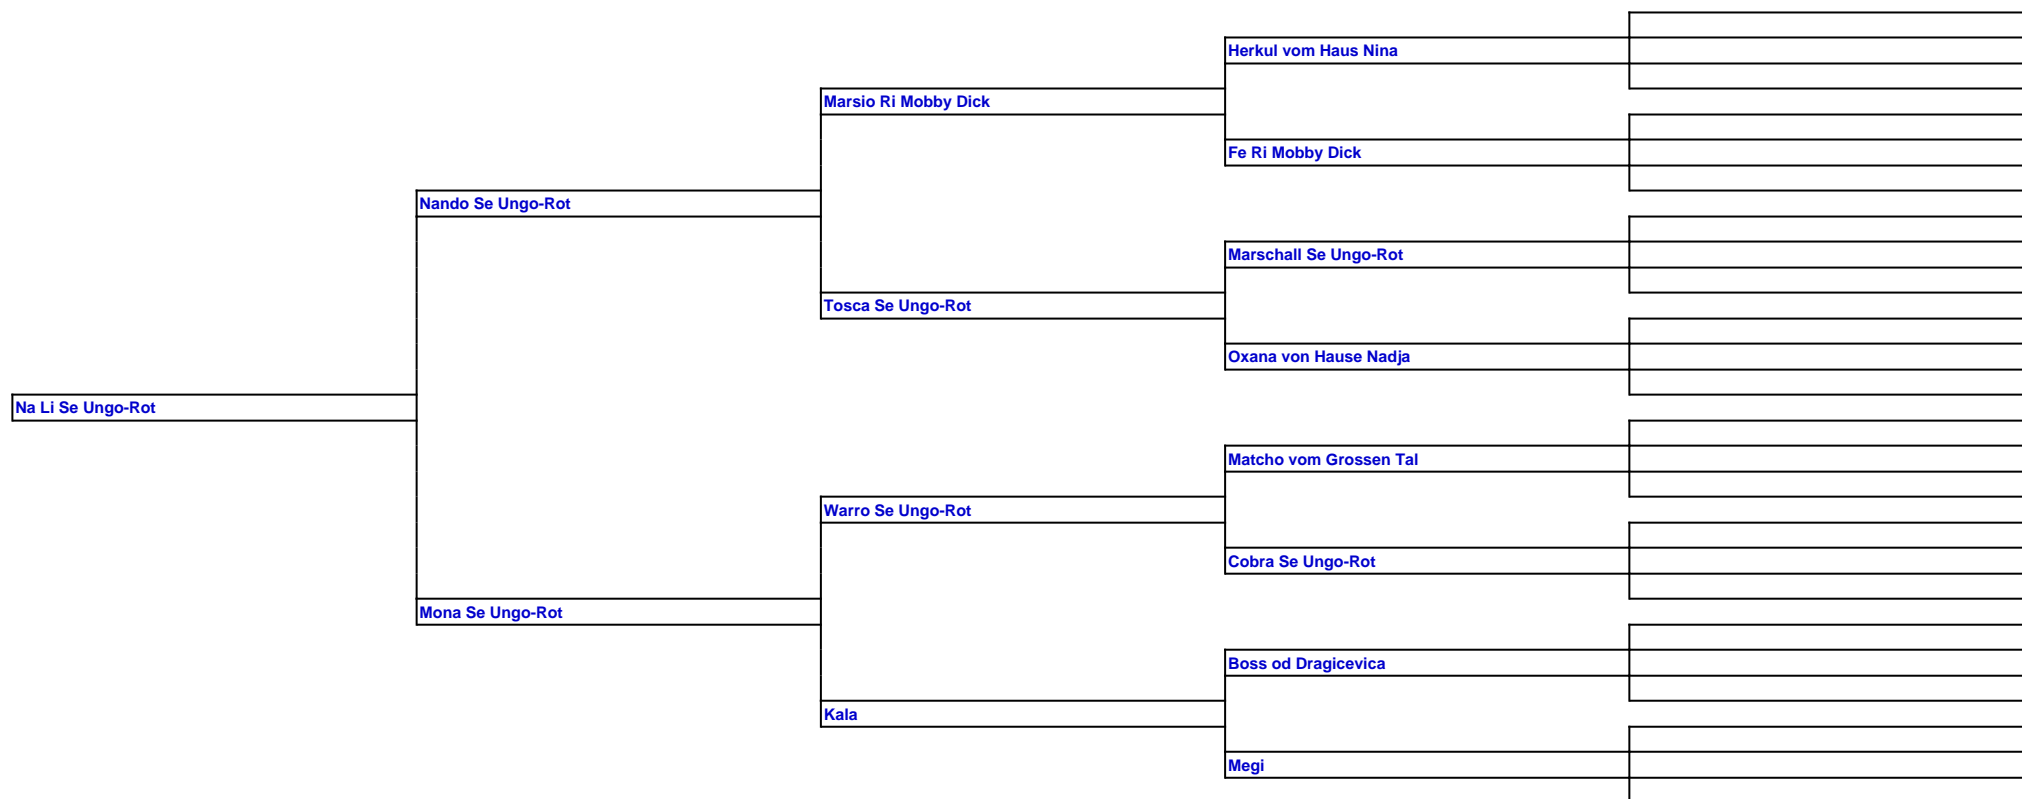 Herkul vom Haus Nina
Marsio Ri Mobby Dick
Fe Ri Mobby Dick
Nando Se Ungo-Rot
Marschall Se Ungo-Rot
Tosca Se Ungo-Rot
Oxana von Hause Nadja
Na Li Se Ungo-Rot
Matcho vom Grossen Tal
Warro Se Ungo-Rot
Cobra Se Ungo-Rot
Mona Se Ungo-Rot
Boss od Dragicevica
Kala
Megi